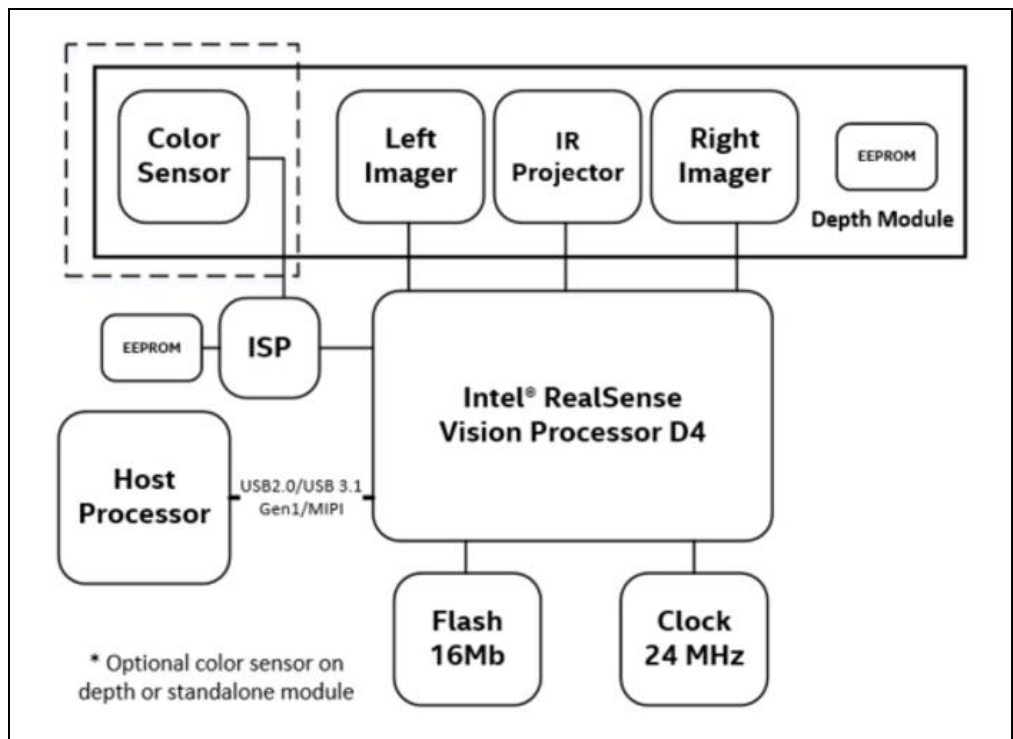 Color
Sensor
Left
Imager
IR
Projector
Right
Imager
EEPROM
Depth Module
EEPROM
ISP
Intel® RealSense
Vision Processor D4
Host
Processor
USB2.0/USB 3.1
Gen1/MIPI
Flash
16Mb
Clock
24 MHz
* Optional color sensor on
depth or standalone module